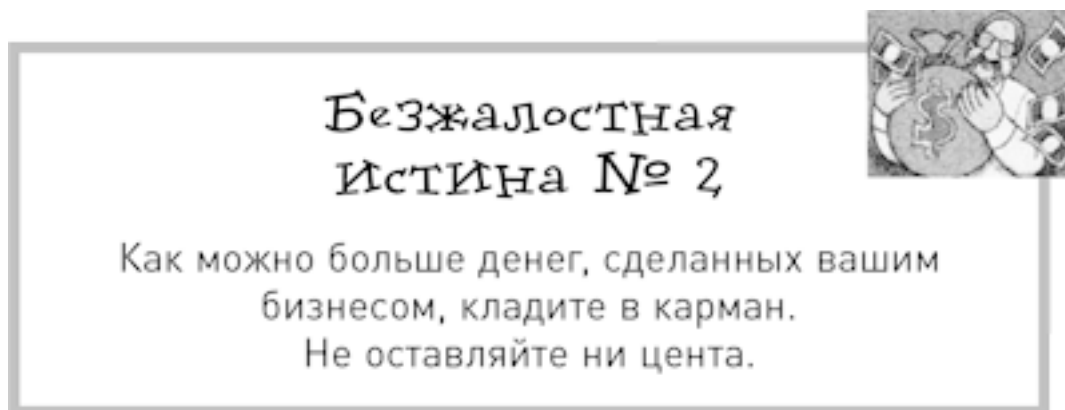 Безжалостная
истина № 2
Как можно больше денег, сделанных вашим
бизнесом, кладите в карман.
Не оставляйте ни цента.